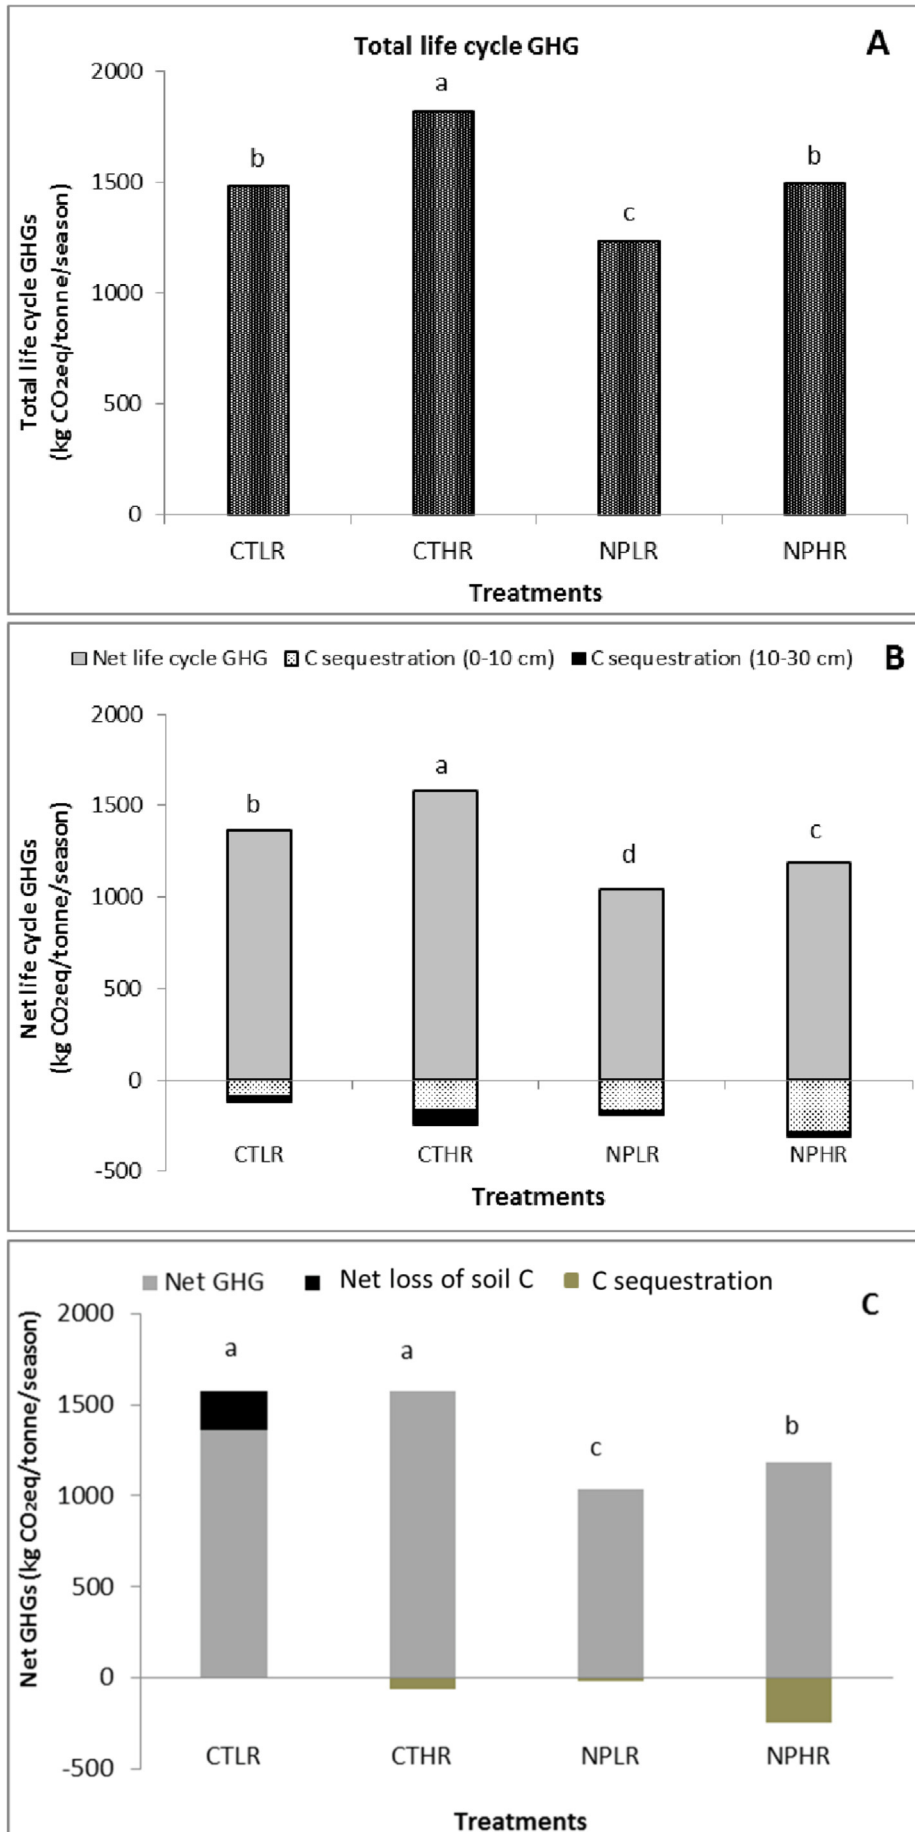 Total life cycle GHG
A
Total life cycle GHGs
(kg CO₂eq/tonne/season)
2000
1500
1000
500
0
b
a
c
b
CTLR
CTHR
NPLR
NPHR
Treatments
Net life cycle GHG
C sequestration (0-10 cm)
C sequestration (10-30 cm)
B
Net life cycle GHGs
(kg CO₂eq/tonne/season)
2000
1500
1000
500
0
-500
b
a
d
c
CTLR
CTHR
NPLR
NPHR
Treatments
Net GHG
Net loss of soil C
C sequestration
C
Net GHGs (kg CO₂eq/tonne/season)
2000
1500
1000
500
0
-500
a
a
c
b
CTLR
CTHR
NPLR
NPHR
Treatments